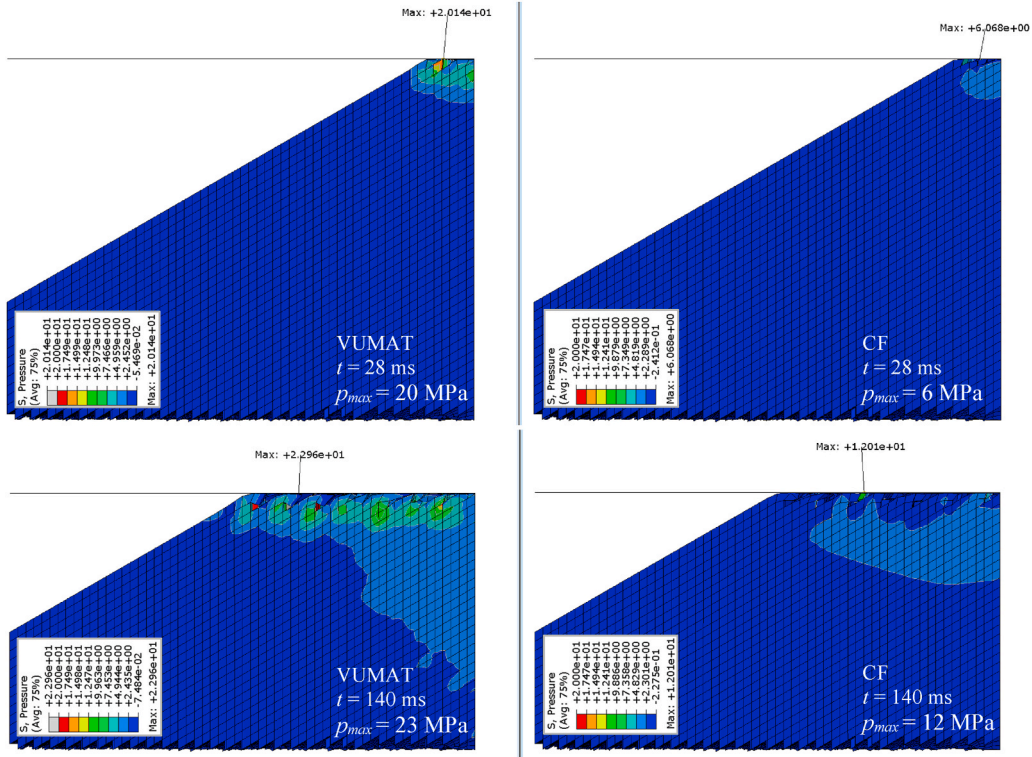 Max: +2.014e+01
S, Pressure
(Avg: 75%)
+2.014e+01
+2.000e+01
+1.749e+01
+1.499e+01
+1.248e+01
+9.973e+00
+7.466e+00
+4.959e+00
+2.452e+00
-5.469e-02
Max: +2.014e+01
VUMAT
t = 28 ms
pmax = 20 MPa
Max: +6.068e+00
S, Pressure
(Avg: 75%)
+2.000e+01
+1.747e+01
+1.494e+01
+1.241e+01
+9.879e+00
+7.349e+00
+4.819e+00
+2.289e+00
-2.412e-01
Max: +6.068e+00
CF
t = 28 ms
pmax = 6 MPa
Max: +2.296e+01
S, Pressure
(Avg: 75%)
+2.296e+01
+2.000e+01
+1.749e+01
+1.498e+01
+1.247e+01
+9.963e+00
+7.453e+00
+4.944e+00
+2.435e+00
-7.484e-02
Max: +2.296e+01
VUMAT
t = 140 ms
pmax = 23 MPa
Max: +1.201e+01
S, Pressure
(Avg: 75%)
+2.000e+01
+1.747e+01
+1.494e+01
+1.241e+01
+9.886e+00
+7.358e+00
+4.829e+00
+2.301e+00
-2.275e-01
Max: +1.201e+01
CF
t = 140 ms
pmax = 12 MPa